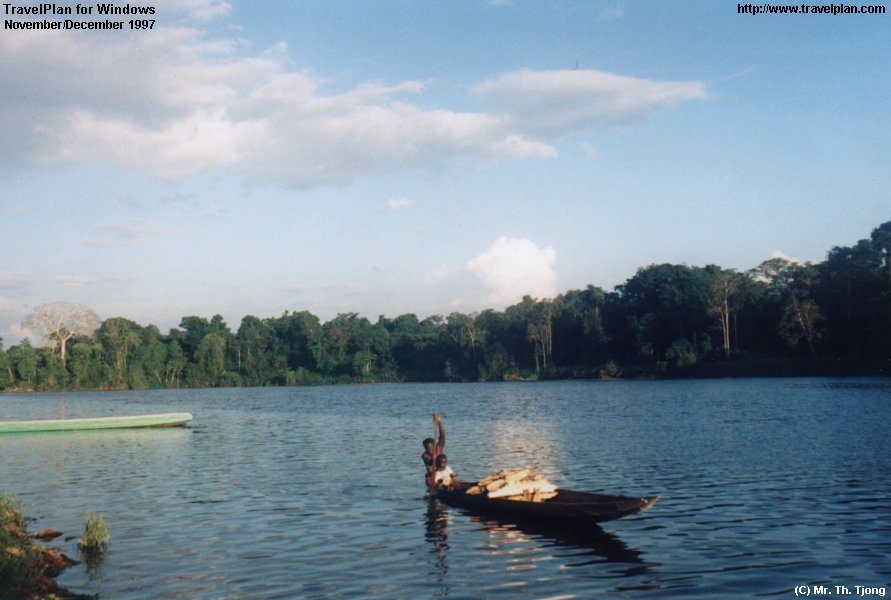 TravelPlan for Windows
November/December 1997
http://www.travelplan.com/
(C) Mr. Th. Tjong